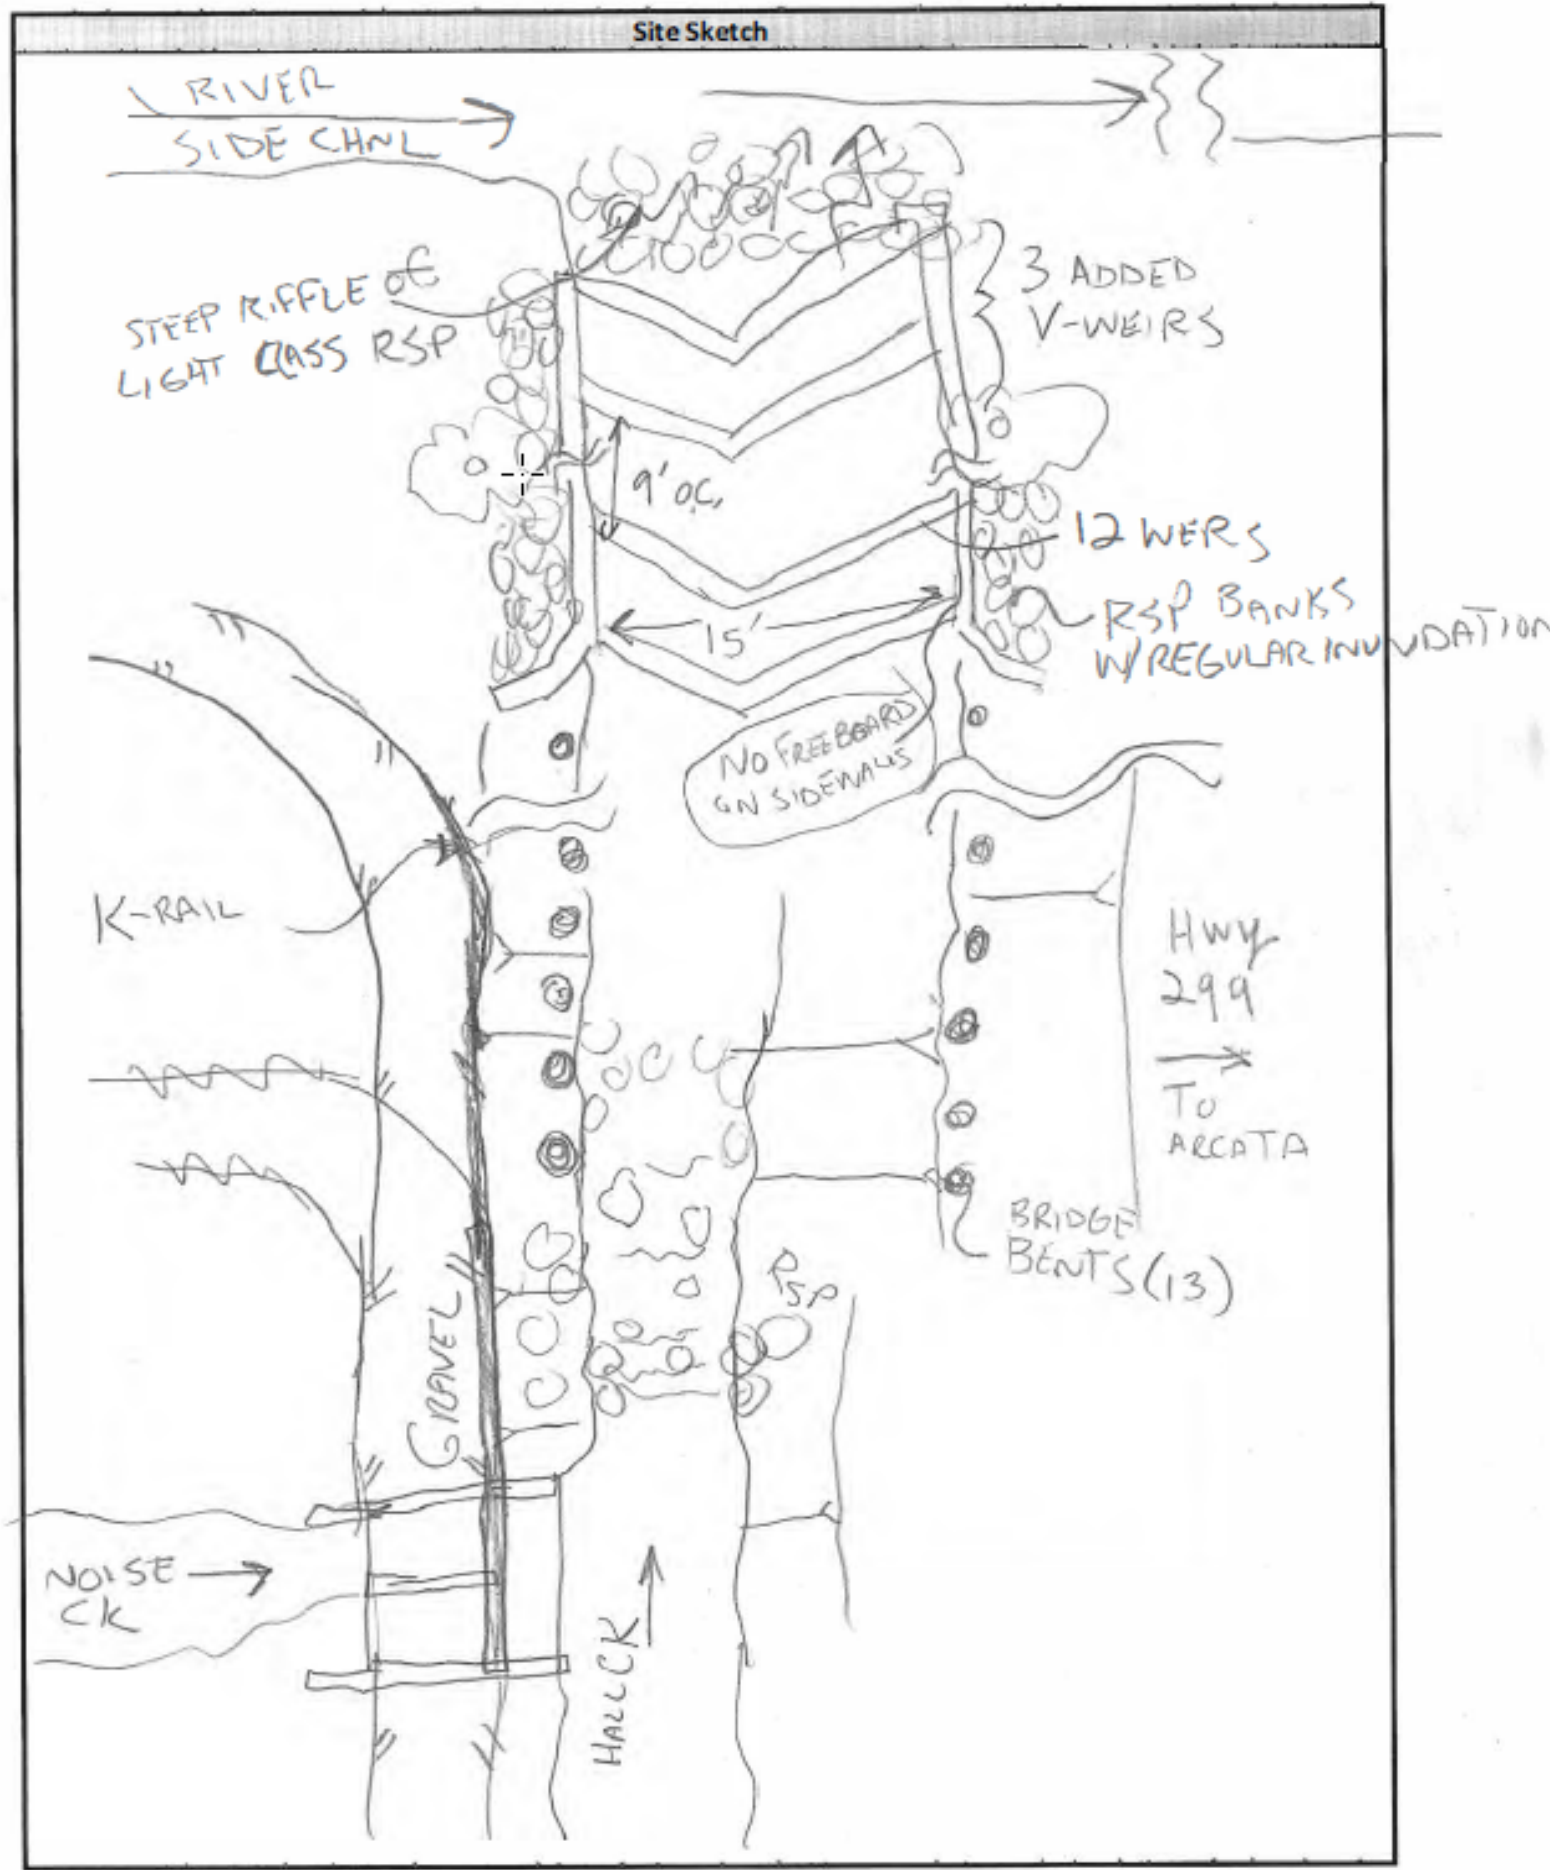 Site Sketch
RIVER
SIDE CHNL
STEEP RIFFLE OF
LIGHT CLASS RSP
3 ADDED
V-WEIRS
9' O.C.
12 WERS
15'
RSP BANKS
W/REGULAR INUNDATION
NO FREEBOARD
ON SIDEWALLS
K-RAIL
HWY
299
TO
ARCATA
BRIDGE
BENTS (13)
RSP
GRAVEL
NOISE
CK
HALL CK